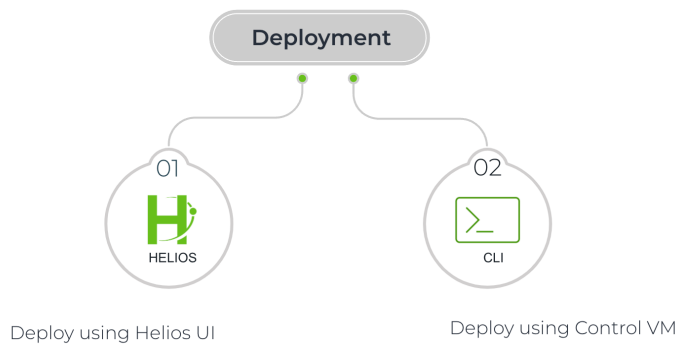 Deployment
01
02
HELIOS
CLI
Deploy using Helios UI
Deploy using Control VM